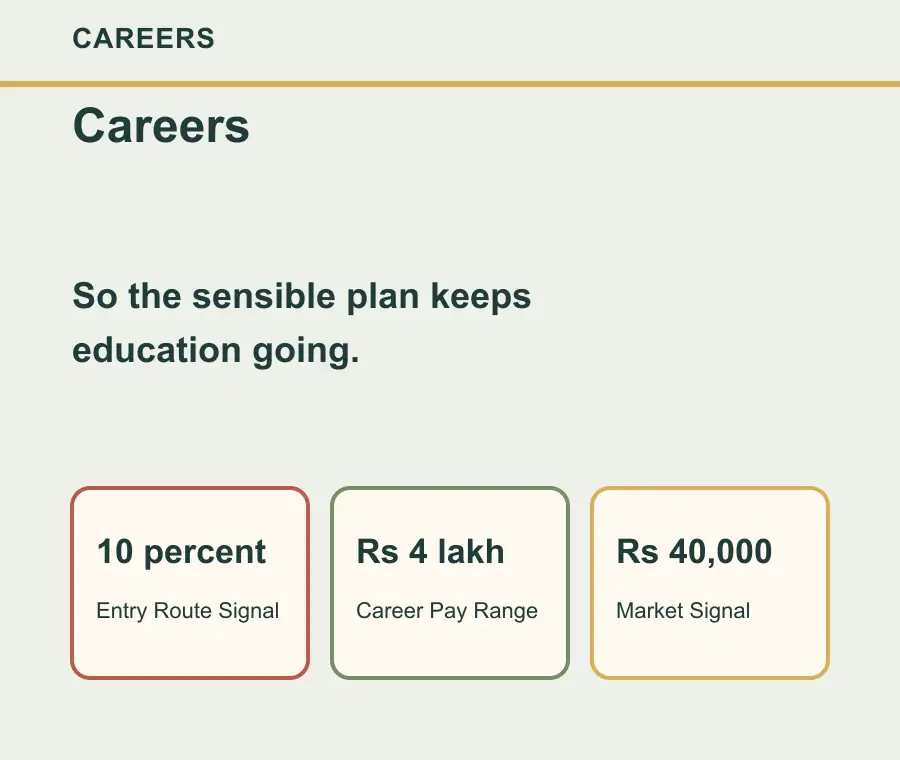 CAREERS
Careers
So the sensible plan keeps
education going.
10 percent
Entry Route Signal
Rs 4 lakh
Career Pay Range
Rs 40,000
Market Signal